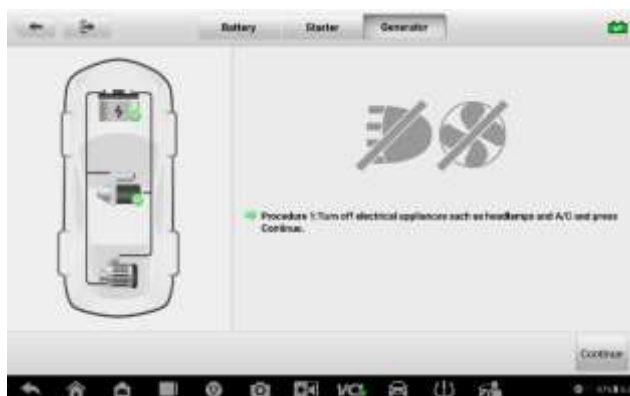 Battery
Starter
Generator
Procedure 1:Turn off electrical appliances such as headlamps and A/C and press
Continue.
Continue
VCI